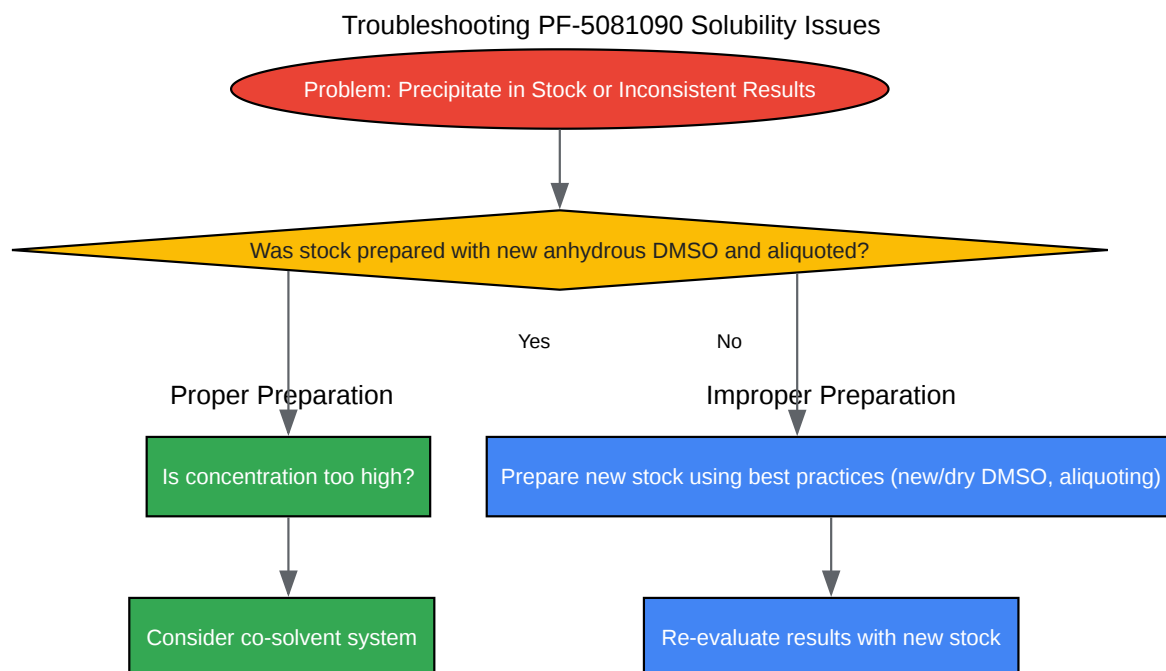 Troubleshooting PF-5081090 Solubility Issues
Problem: Precipitate in Stock or Inconsistent Results
Was stock prepared with new anhydrous DMSO and aliquoted?
Yes
No
Proper Preparation
Improper Preparation
Is concentration too high?
Prepare new stock using best practices (new/dry DMSO, aliquoting)
Consider co-solvent system
Re-evaluate results with new stock